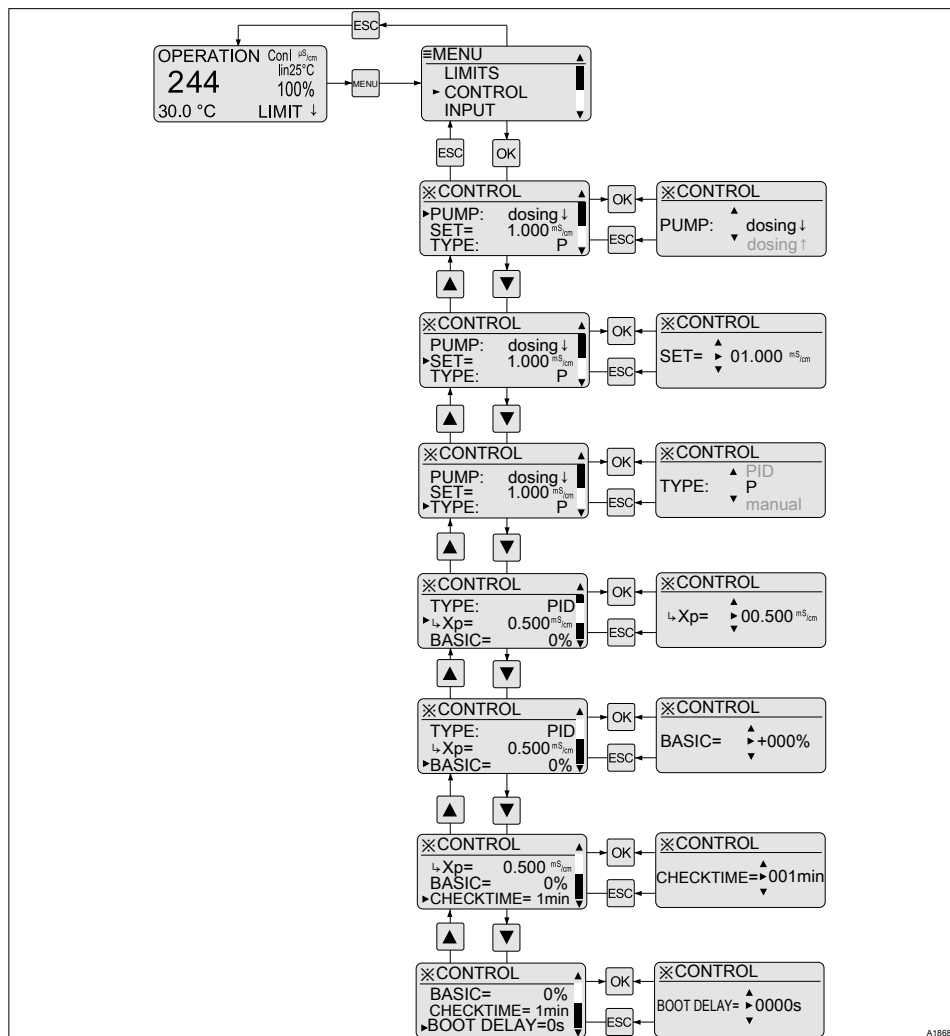 ESC
OPERATION Conl µS/cm
lin25°C
244 100%
30.0 °C LIMIT ↓
MENU
≡MENU ▲
LIMITS
► CONTROL
INPUT ▼
ESC OK
※CONTROL ▲
►PUMP: dosing↓
SET= 1.000 mS/cm
TYPE: P ▼
OK
ESC
※CONTROL
▲
PUMP: dosing↓
▼ dosing↑
▲ ▼
※CONTROL ▲
PUMP: dosing↓
►SET= 1.000 mS/cm
TYPE: P ▼
OK
ESC
※CONTROL
▲
SET= ► 01.000 mS/cm
▼
▲ ▼
※CONTROL ▲
PUMP: dosing↓
SET= 1.000 mS/cm
►TYPE: P ▼
OK
ESC
※CONTROL
▲ PID
TYPE: P
▼ manual
▲ ▼
※CONTROL ▲
TYPE: PID
►↳Xp= 0.500 mS/cm
BASIC= 0% ▼
OK
ESC
※CONTROL
▲
↳Xp= ►00.500 mS/cm
▼
▲ ▼
※CONTROL ▲
TYPE: PID
↳Xp= 0.500 mS/cm
►BASIC= 0% ▼
OK
ESC
※CONTROL
▲
BASIC= ►+000%
▼
▲ ▼
※CONTROL ▲
↳Xp= 0.500 mS/cm
BASIC= 0%
►CHECKTIME= 1min ▼
OK
ESC
※CONTROL
▲
CHECKTIME=►001min
▼
▲ ▼
※CONTROL ▲
BASIC= 0%
CHECKTIME= 1min
►BOOT DELAY=0s ▼
OK
ESC
※CONTROL
▲
BOOT DELAY= ►0000s
▼
A1868